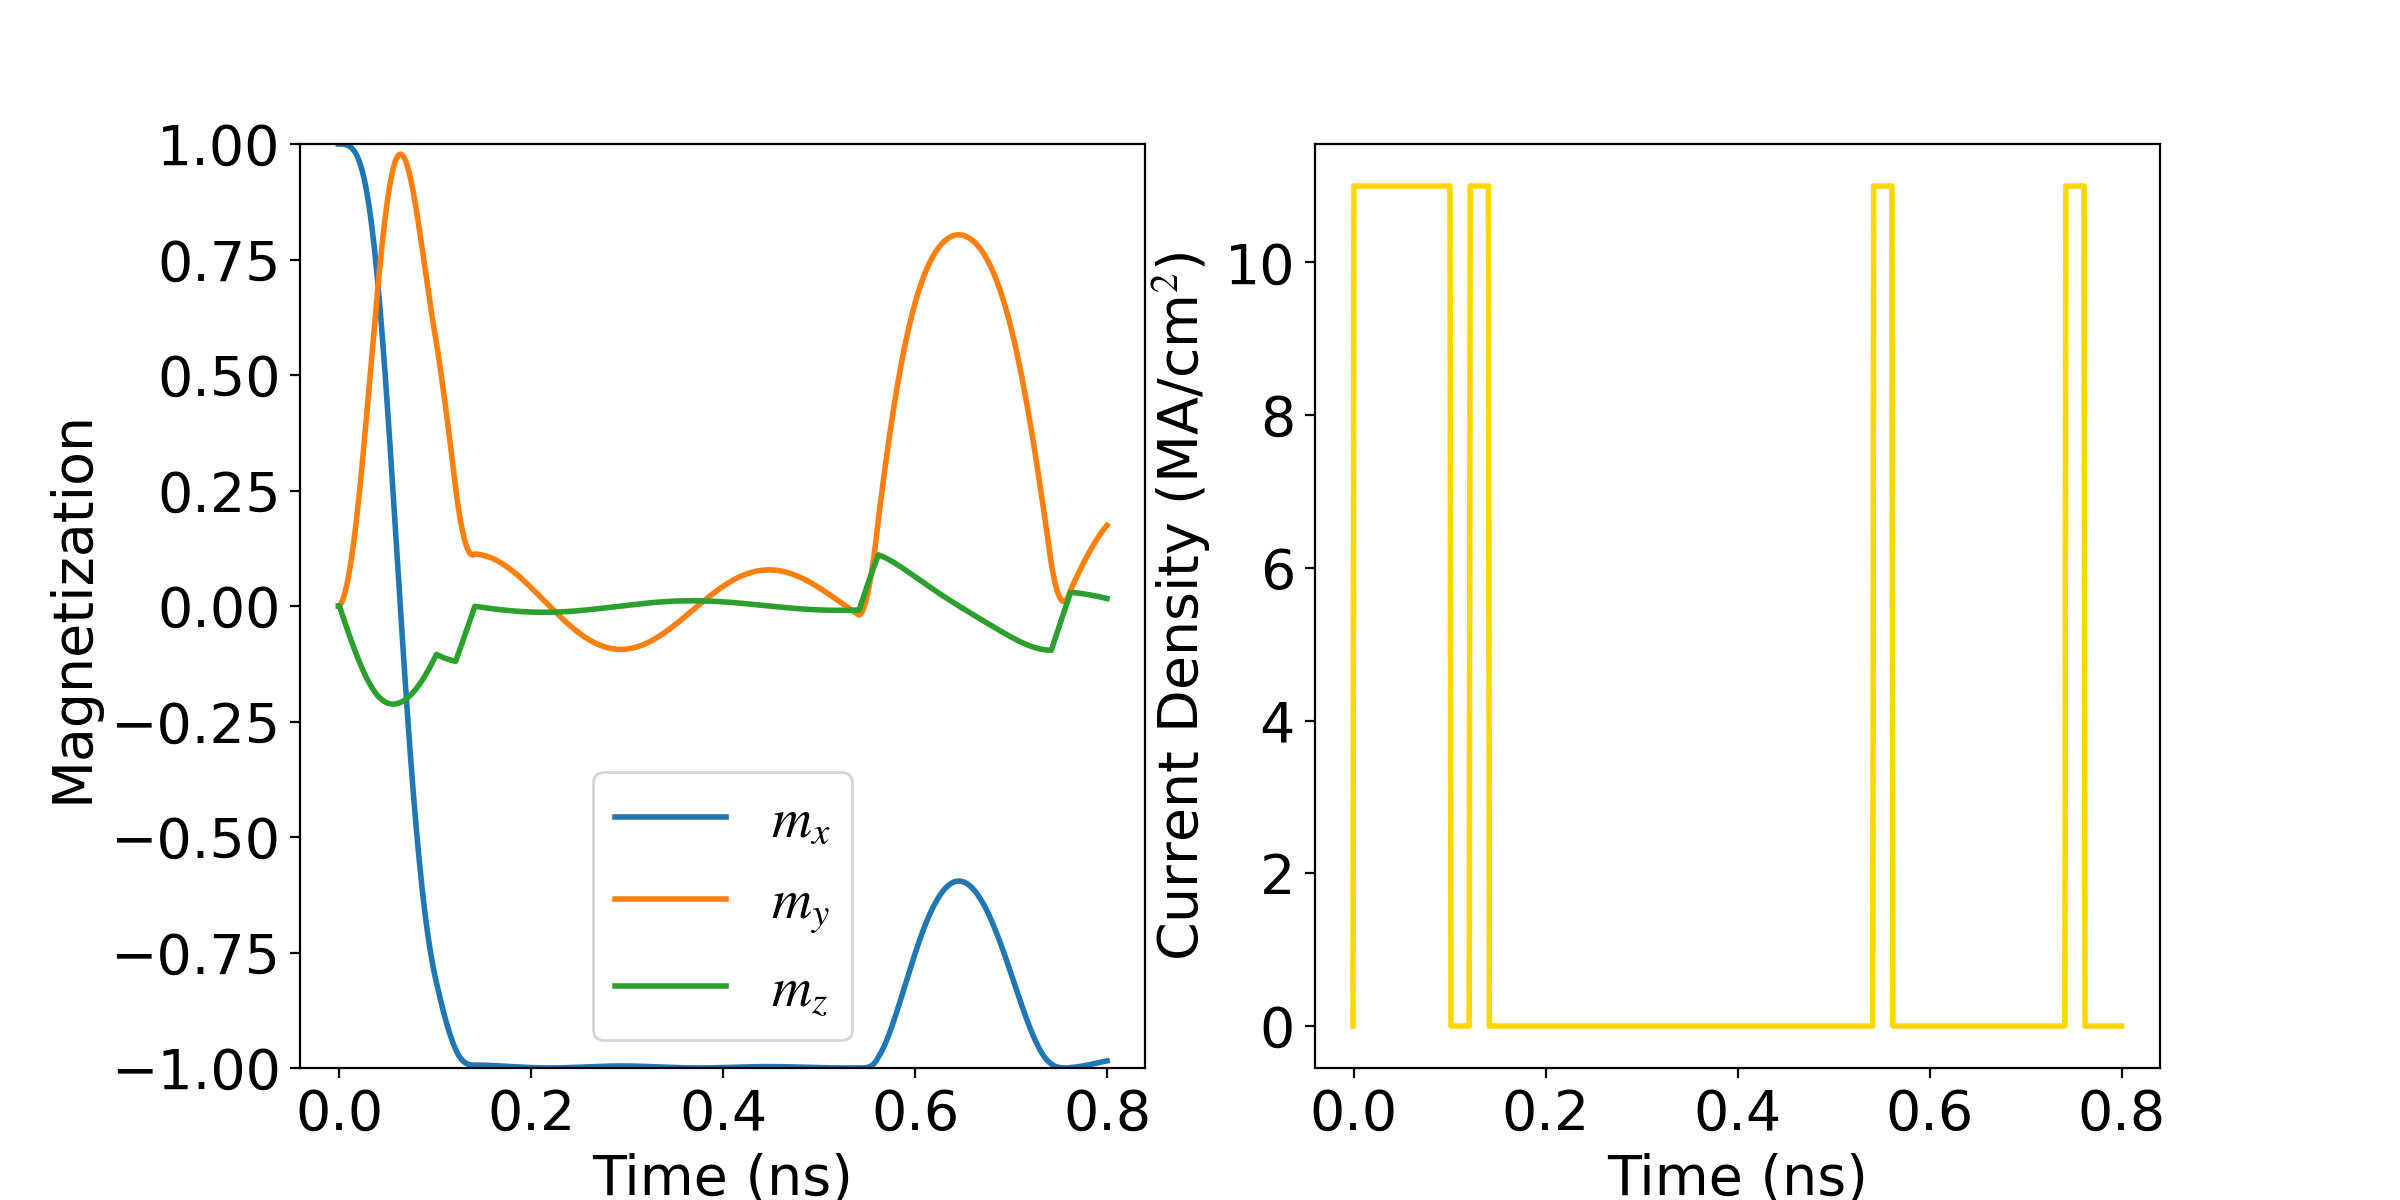 1.00
0.75
0.50
0.25
0.00
−0.25
−0.50
−0.75
−1.00
Magnetization
0.0 0.2 0.4 0.6 0.8
Time (ns)
m_x
m_y
m_z
10
8
6
4
2
0
Current Density (MA/cm²)
0.0 0.2 0.4 0.6 0.8
Time (ns)